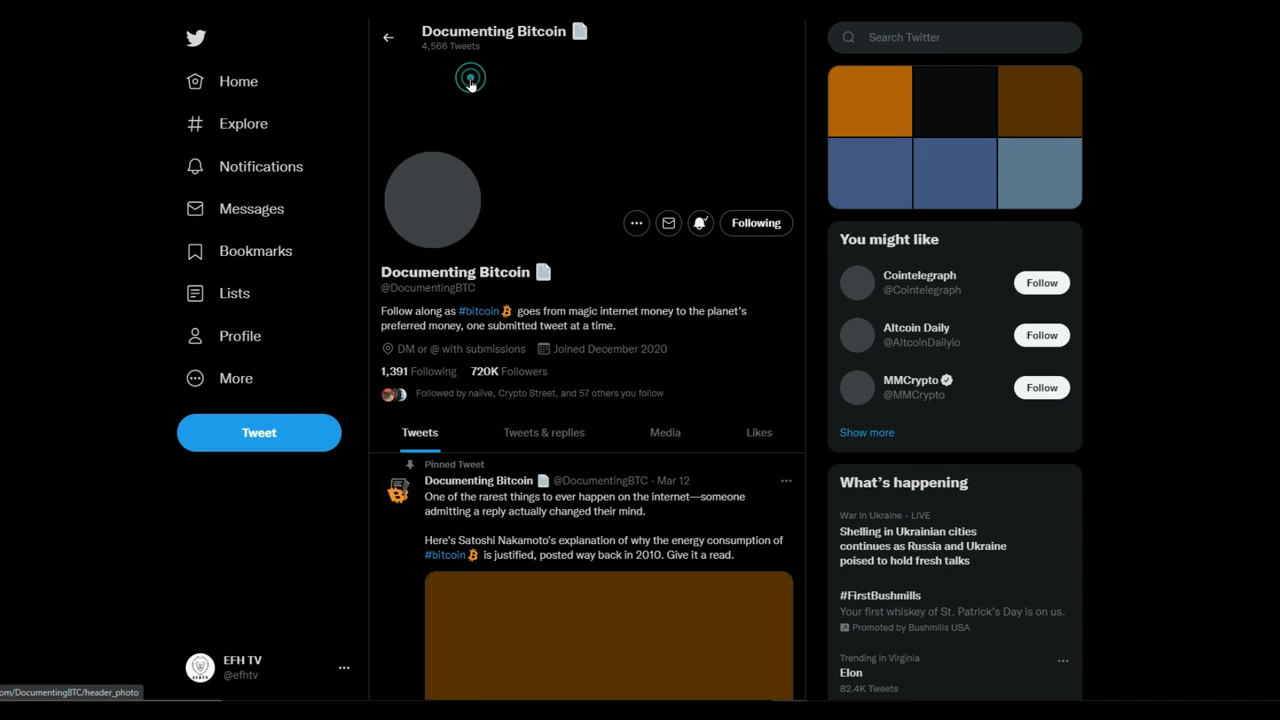 Home
Explore
Notifications
Messages
Bookmarks
Lists
Profile
More
Tweet
EFH TV
@efhtv
om/DocumentingBTC/header_photo
Documenting Bitcoin
4,566 Tweets
Following
Documenting Bitcoin
@DocumentingBTC
Follow along as #bitcoin goes from magic internet money to the planet's
preferred money, one submitted tweet at a time.
DM or @ with submissions Joined December 2020
1,391 Following 720K Followers
Followed by naiive, Crypto Street, and 57 others you follow
Tweets Tweets & replies Media Likes
Pinned Tweet
Documenting Bitcoin @DocumentingBTC · Mar 12
One of the rarest things to ever happen on the internet—someone
admitting a reply actually changed their mind.
Here's Satoshi Nakamoto's explanation of why the energy consumption of
#bitcoin is justified, posted way back in 2010. Give it a read.
Search Twitter
You might like
Cointelegraph
@Cointelegraph
Follow
Altcoin Daily
@AltcoinDailyio
Follow
MMCrypto
@MMCrypto
Follow
Show more
What's happening
War in Ukraine · LIVE
Shelling in Ukrainian cities
continues as Russia and Ukraine
poised to hold fresh talks
#FirstBushmills
Your first whiskey of St. Patrick's Day is on us.
Promoted by Bushmills USA
Trending in Virginia
Elon
82.4K Tweets